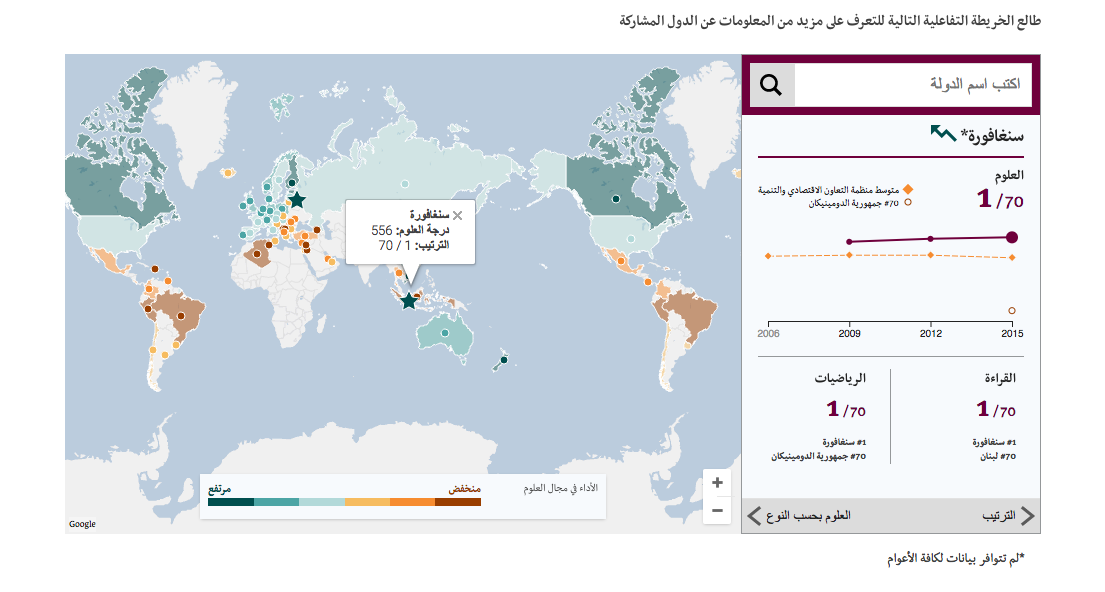 طالع الخريطة التفاعلية التالية للتعرف على مزيد من المعلومات عن الدول المشاركة
اكتب اسم الدولة
سنغافورة*
العلوم
1/70
متوسط منظمة التعاون الاقتصادي والتنمية
#70 جمهورية الدومينيكان
2006 2009 2012 2015
القراءة
1/70
#1 سنغافورة
#70 لبنان
الرياضيات
1/70
#1 سنغافورة
#70 جمهورية الدومينيكان
الترتيب
العلوم بحسب النوع
سنغافورة
درجة العلوم: 556
الترتيب: 1 / 70
الأداء في مجال العلوم
منخفض
مرتفع
+
−
Google
*لم تتوافر بيانات لكافة الأعوام